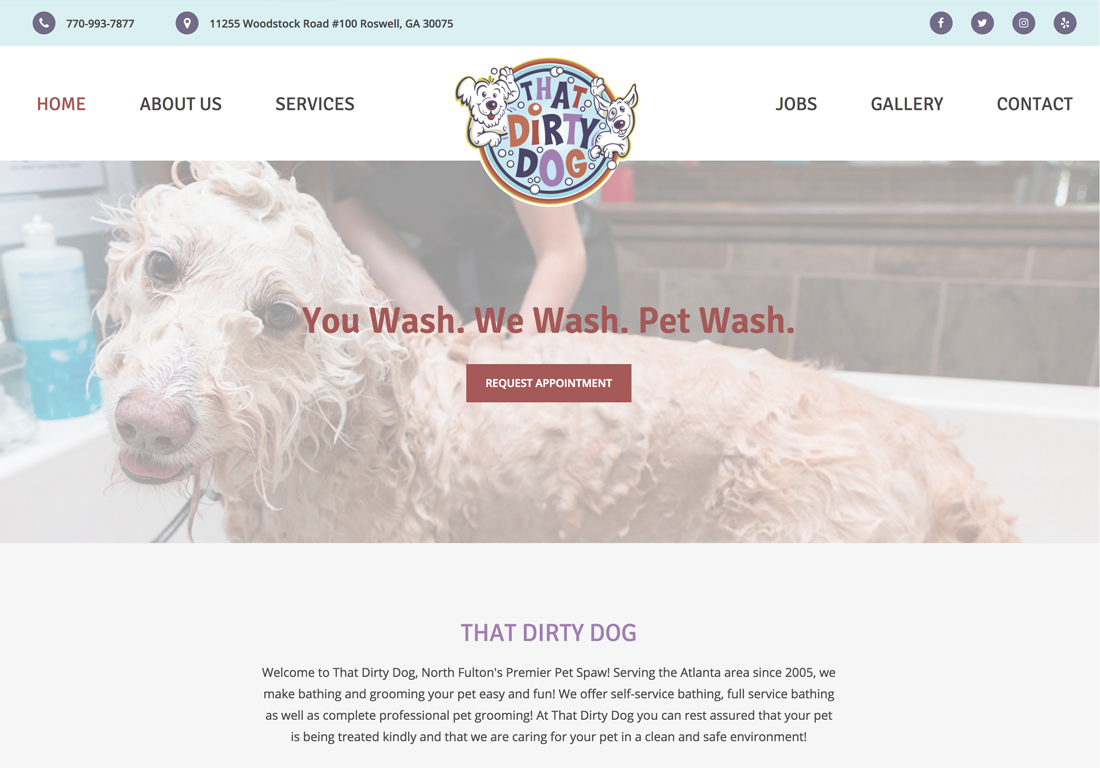 770-993-7877
11255 Woodstock Road #100 Roswell, GA 30075
HOME
ABOUT US
SERVICES
THAT
DiRTY
DOG
JOBS
GALLERY
CONTACT
You Wash. We Wash. Pet Wash.
REQUEST APPOINTMENT
THAT DIRTY DOG
Welcome to That Dirty Dog, North Fulton's Premier Pet Spaw! Serving the Atlanta area since 2005, we
make bathing and grooming your pet easy and fun! We offer self-service bathing, full service bathing
as well as complete professional pet grooming! At That Dirty Dog you can rest assured that your pet
is being treated kindly and that we are caring for your pet in a clean and safe environment!